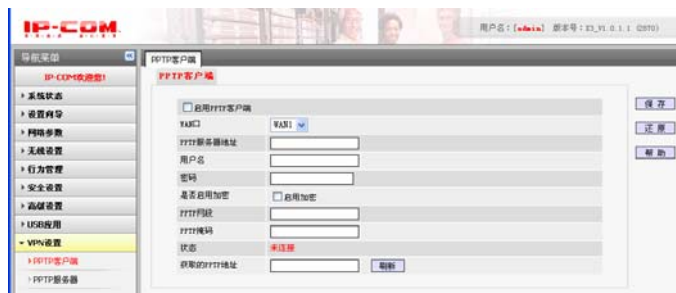 IP-COM
用户名：[admin] 版本号：
导航菜单
IP-COM欢迎您!
系统状态
设置向导
网络参数
无线设置
行为管理
安全设置
高级设置
USB应用
VPN设置
PPTP客户端
PPTP服务器
PPTP客户端
PPTP客户端
启用PPTP客户端
WAN口 WAN1
PPTP服务器地址
用户名
密码
是否启用加密 启用加密
PPTP网段
PPTP掩码
状态 未连接
获取的PPTP地址 刷新
保 存
还 原
帮 助